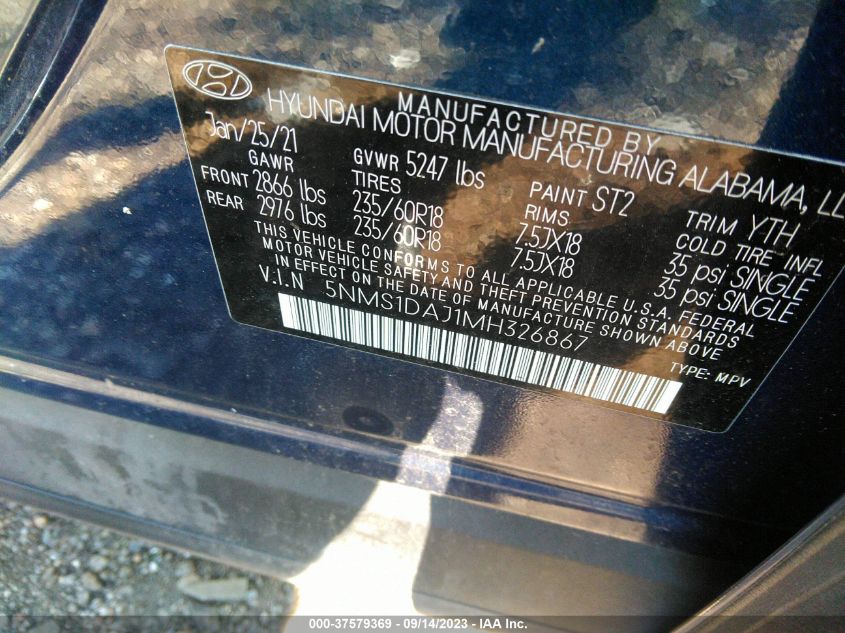 MANUFACTURED BY
HYUNDAI MOTOR MANUFACTURING ALABAMA, LL
Jan/25/21
GAWR GVWR 5247 lbs PAINT ST2 TRIM YTH
FRONT 2866 lbs TIRES RIMS COLD TIRE INFL
REAR 2976 lbs 235/60R18 7.5JX18 35 psi SINGLE
235/60R18 7.5JX18 35 psi SINGLE
THIS VEHICLE CONFORMS TO ALL APPLICABLE U.S.A. FEDERAL
MOTOR VEHICLE SAFETY AND THEFT PREVENTION STANDARDS
IN EFFECT ON THE DATE OF MANUFACTURE SHOWN ABOVE
V.I.N 5NMS1DAJ1MH326867
TYPE: MPV
000-37579369 - 09/14/2023 - IAA Inc.